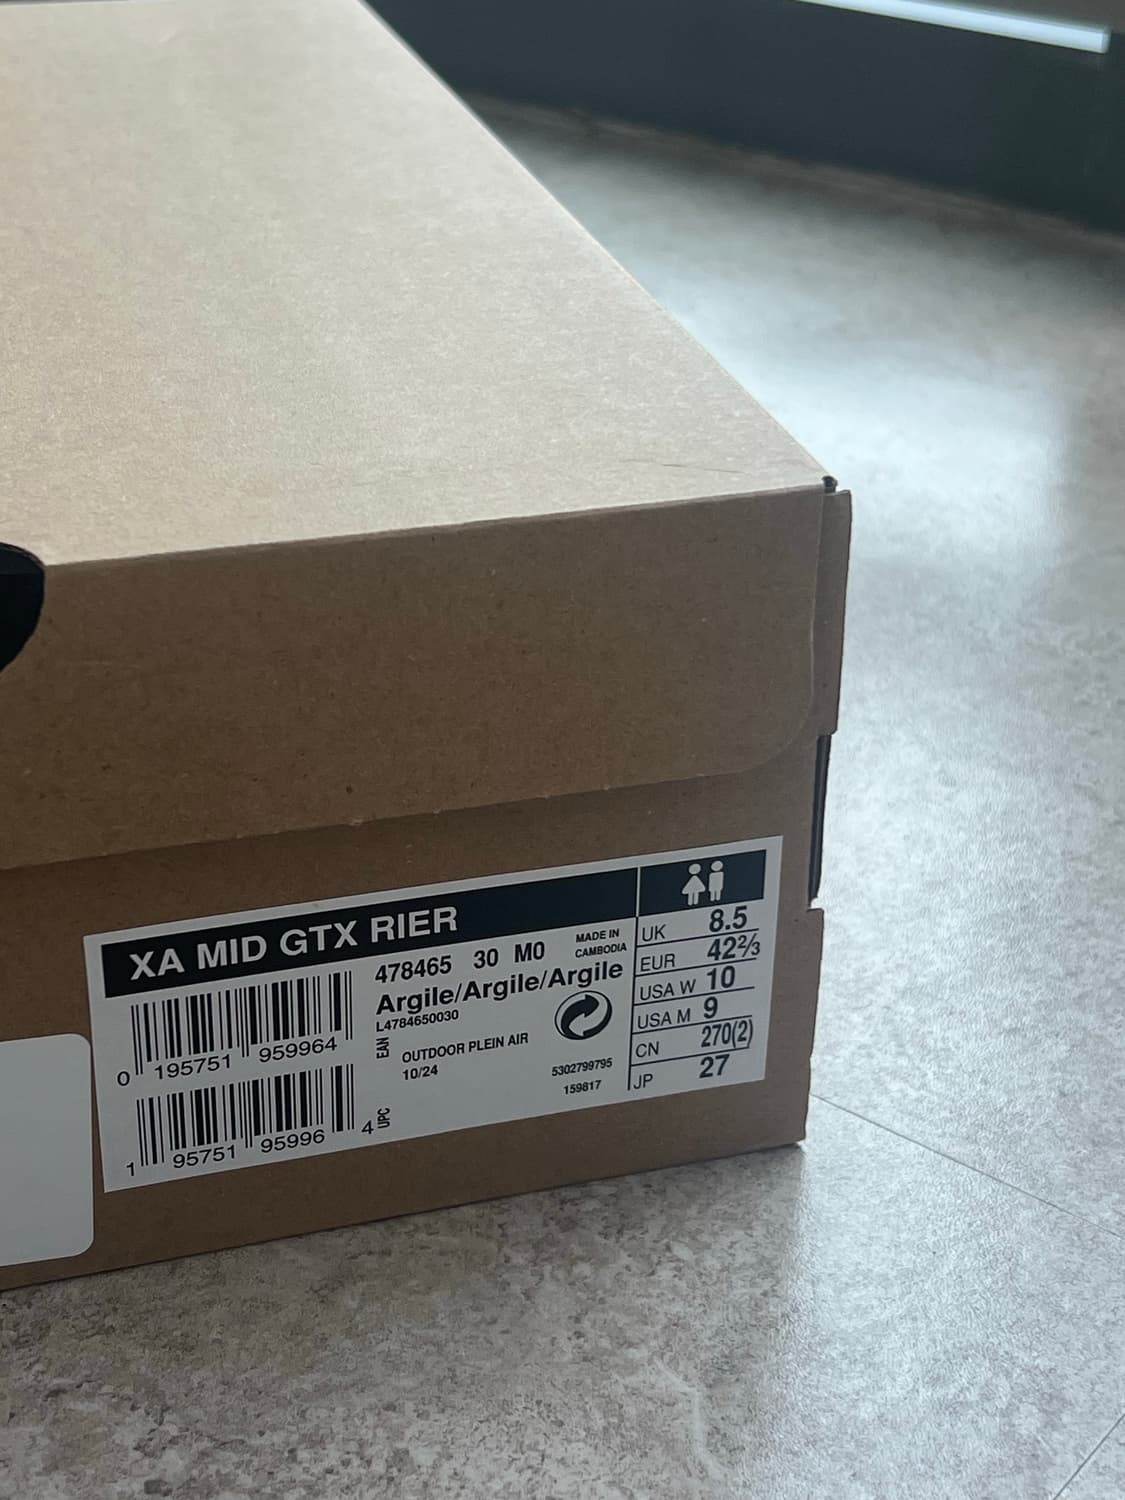 XA MID GTX RIER
478465 30 M0
MADE IN
CAMBODIA
Argile/Argile/Argile
L4784650030
EAN
0 195751 959964
OUTDOOR PLEIN AIR
10/24
5302799795
159817
UPC
1 95751 95996 4
UK 8.5
EUR 42⅔
USA W 10
USA M 9
CN 270(2)
JP 27